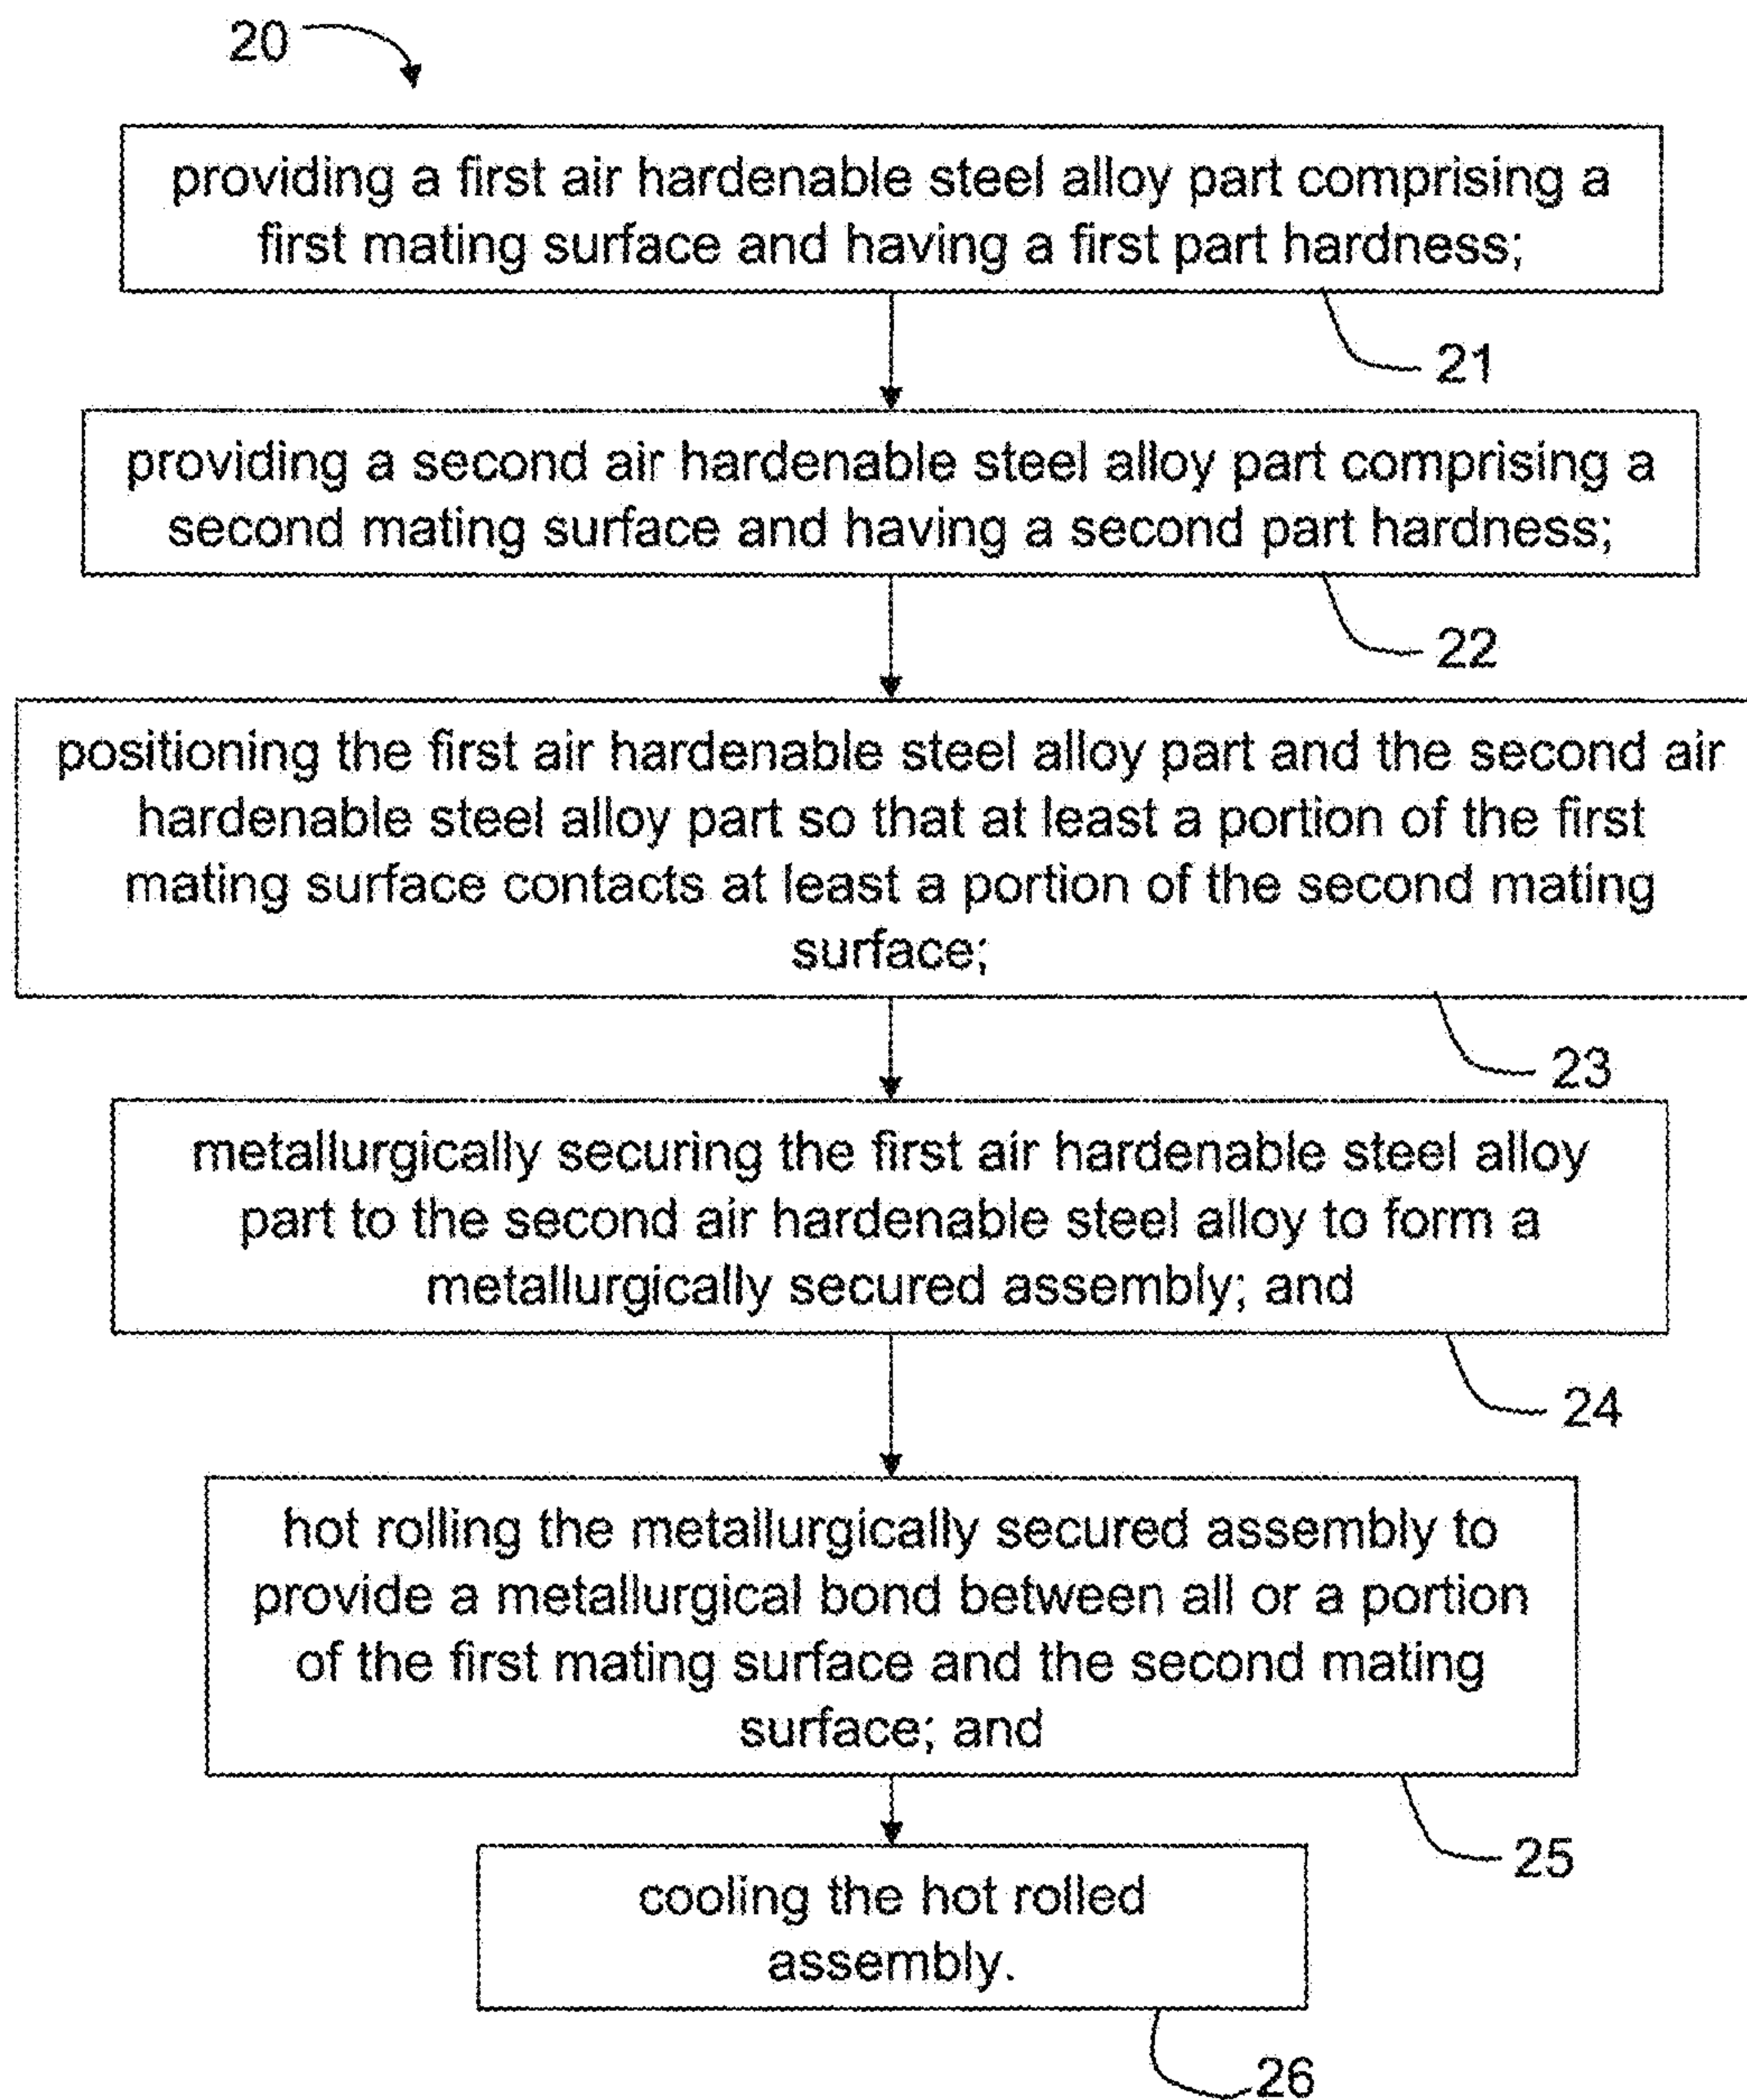 20
providing a first air hardenable steel alloy part comprising a
first mating surface and having a first part hardness;
21
providing a second air hardenable steel alloy part comprising a
second mating surface and having a second part hardness;
22
positioning the first air hardenable steel alloy part and the second air
hardenable steel alloy part so that at least a portion of the first
mating surface contacts at least a portion of the second mating
surface;
23
metallurgically securing the first air hardenable steel alloy
part to the second air hardenable steel alloy to form a
metallurgically secured assembly; and
24
hot rolling the metallurgically secured assembly to
provide a metallurgical bond between all or a portion
of the first mating surface and the second mating
surface; and
25
cooling the hot rolled
assembly.
26